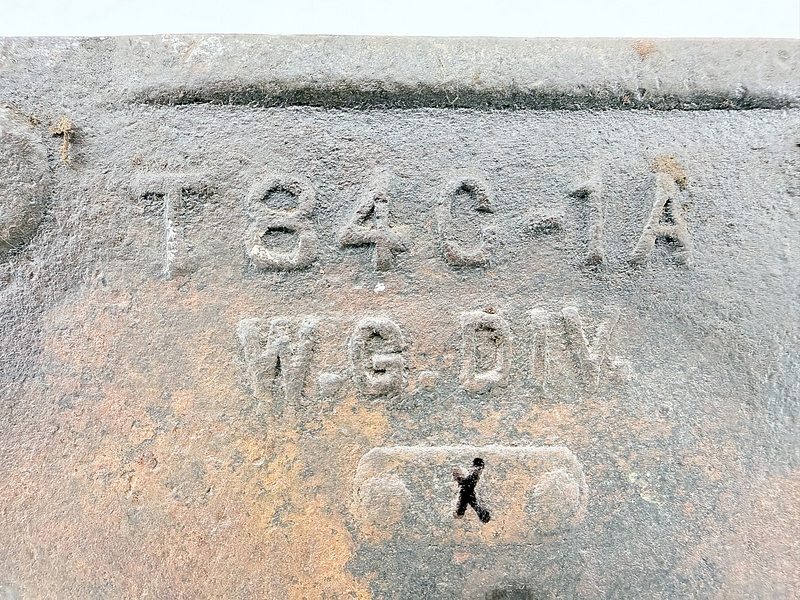 T84C-1A
W.G. DIV.
X